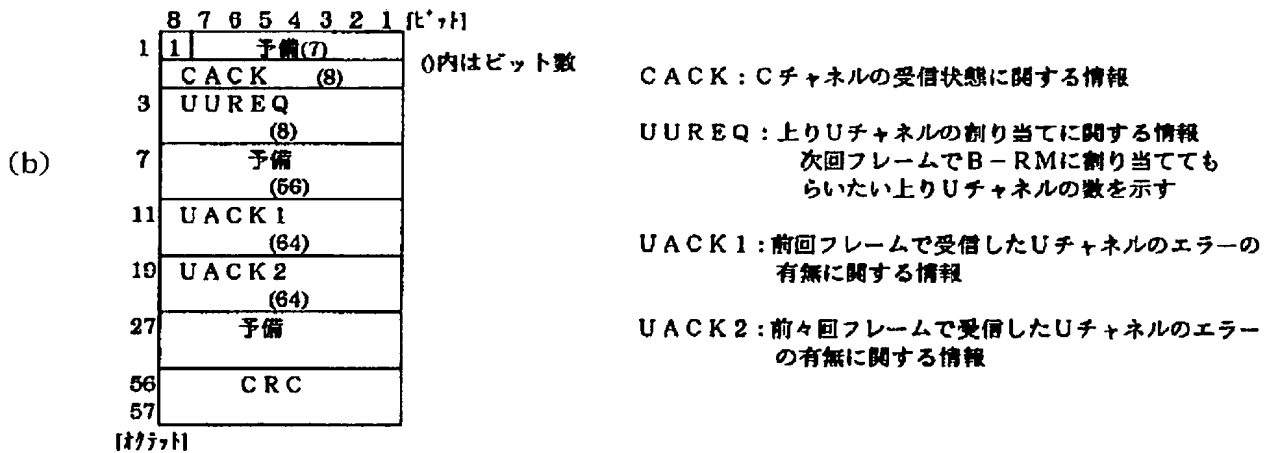 8 7 6 5 4 3 2 1 [ビット]
1 1 予備(7)
()内はビット数
CACK (8)
3 UUREQ
(8)
(b)
7 予備
(56)
11 UACK1
(64)
19 UACK2
(64)
27 予備
56 CRC
57
[オクテット]
CACK:Cチャネルの受信状態に関する情報
UUREQ:上りUチャネルの割り当てに関する情報
次回フレームでB-RMに割り当てても
らいたい上りUチャネルの数を示す
UACK1:前回フレームで受信したUチャネルのエラーの
有無に関する情報
UACK2:前々回フレームで受信したUチャネルのエラー
の有無に関する情報